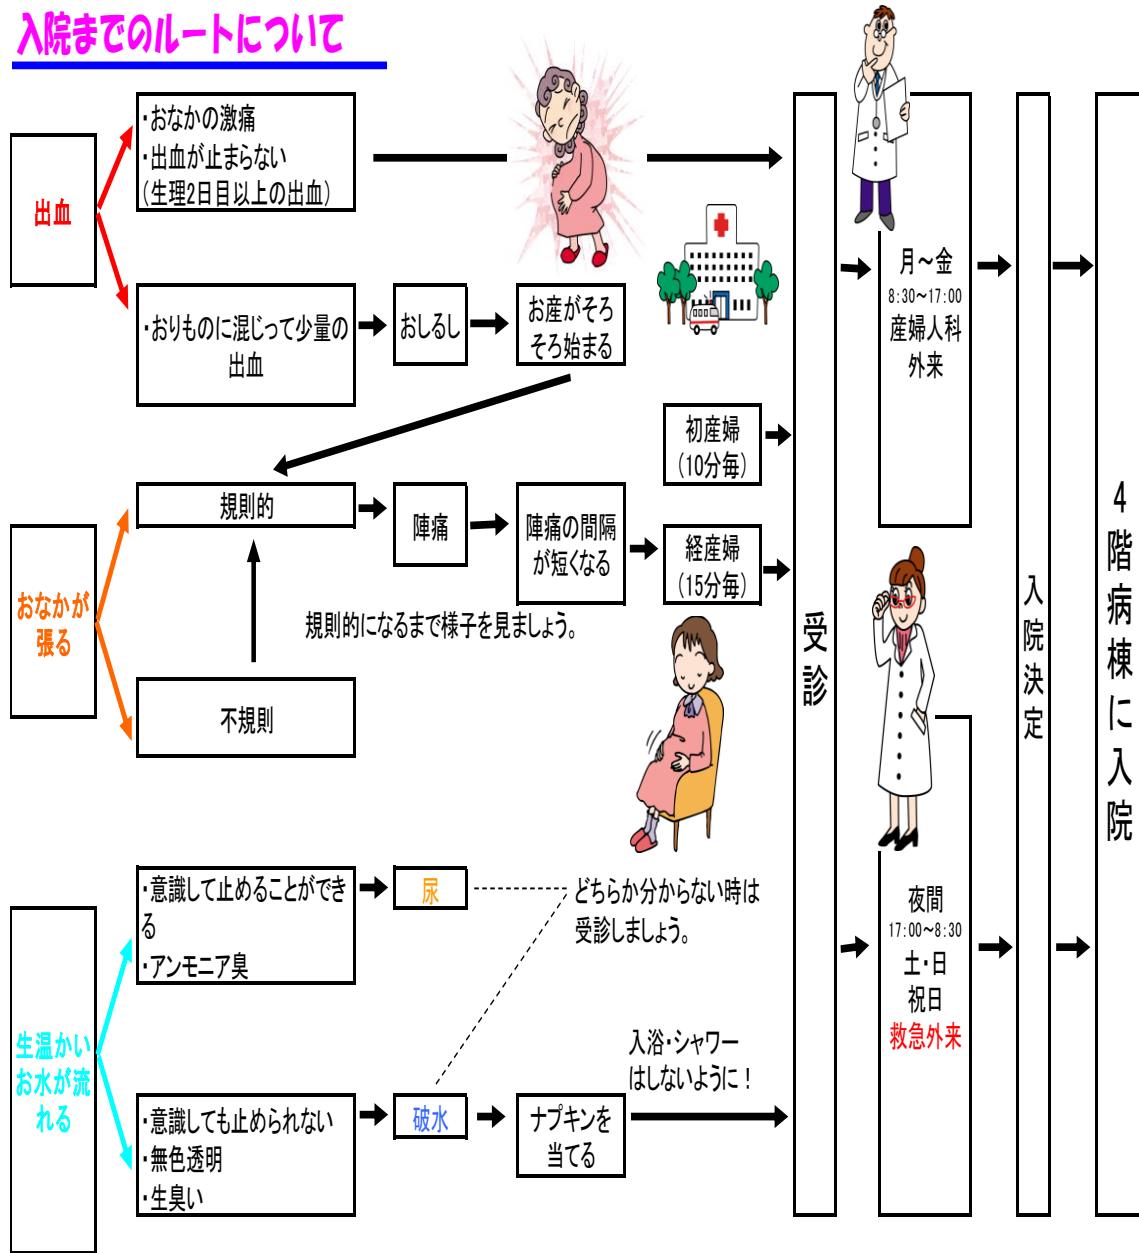 入院までのルートについて
出血
・おなかの激痛
・出血が止まらない
(生理2日目以上の出血)
・おりものに混じって少量の
出血
おしるし
お産がそろ
そろ始まる
おなかが
張る
規則的
陣痛
陣痛の間隔
が短くなる
初産婦
(10分毎)
経産婦
(15分毎)
規則的になるまで様子を見ましょう。
不規則
生温かい
お水が流
れる
・意識して止めることができ
る
・アンモニア臭
尿
どちらか分からない時は
受診しましょう。
・意識しても止められない
・無色透明
・生臭い
破水
ナプキンを
当てる
入浴・シャワー
はしないように！
受診
月～金
8:30～17:00
産婦人科
外来
夜間
17:00～8:30
土・日
祝日
救急外来
入院決定
4階病棟に入院